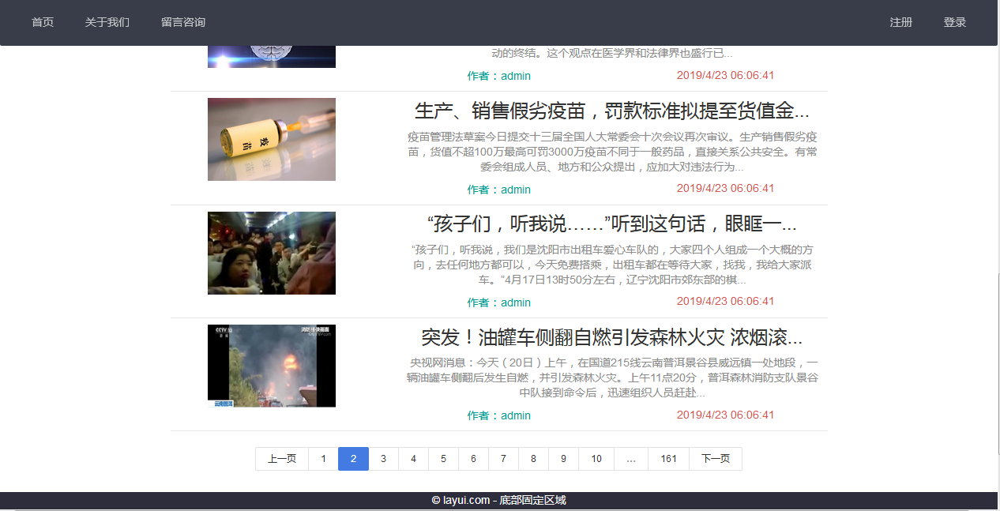 首页 关于我们 留言咨询 注册 登录
动的终结。这个观点在医学界和法律界也盛行已...
作者：admin 2019/4/23 06:06:41
疫苗
生产、销售假劣疫苗，罚款标准拟提至货值金...
疫苗管理法草案今日提交十三届全国人大常委会十次会议再次审议。生产销售假劣疫
苗，货值不超100万最高可罚3000万疫苗不同于一般药品，直接关系公共安全。有常
委会组成人员、地方和公众提出，应加大对违法行为...
作者：admin 2019/4/23 06:06:41
“孩子们，听我说……”听到这句话，眼眶一...
“孩子们，听我说，我们是沈阳市出租车爱心车队的，大家四个人组成一个大概的方
向，去任何地方都可以，今天免费搭乘，出租车都在等待大家，找我，我给大家派
车。”4月17日13时50分左右，辽宁沈阳市郊东部的棋...
作者：admin 2019/4/23 06:06:41
CCTV 13
云南普洱
突发！油罐车侧翻自燃引发森林火灾 浓烟滚...
央视网消息：今天（20日）上午，在国道215线云南普洱景谷县威远镇一处地段，一
辆油罐车侧翻后发生自燃，并引发森林火灾。上午11点20分，普洱森林消防支队景谷
中队接到命令后，迅速组织人员赶赴...
作者：admin 2019/4/23 06:06:41
上一页 1 2 3 4 5 6 7 8 9 10 … 161 下一页
© layui.com - 底部固定区域